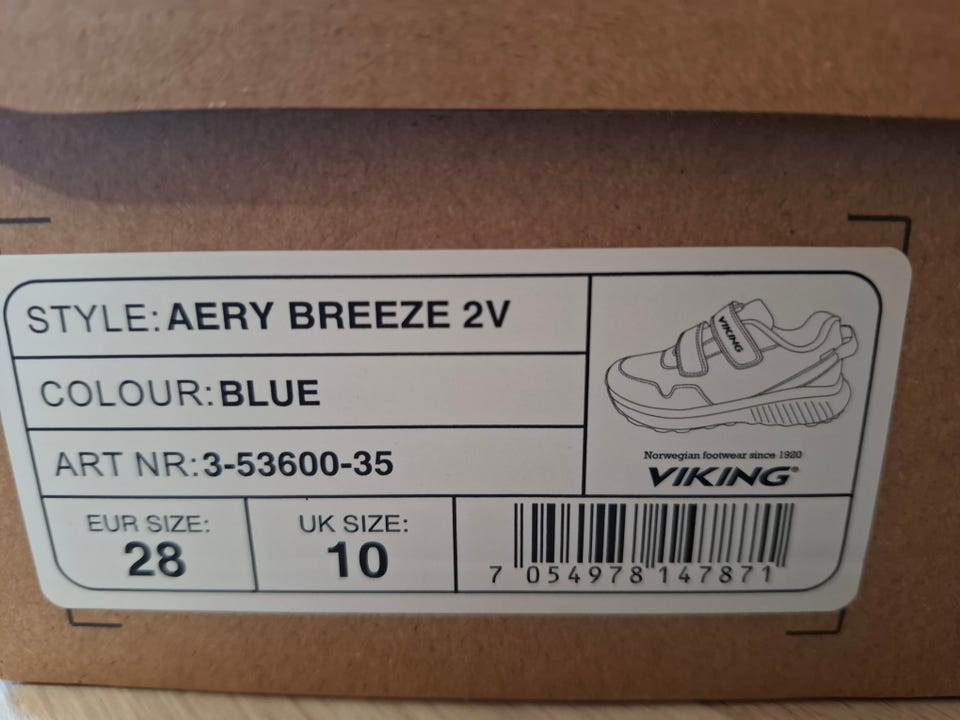 STYLE: AERY BREEZE 2V
COLOUR: BLUE
ART NR: 3-53600-35
VIKING
Norwegian footwear since 1920
VIKING®
EUR SIZE:
28
UK SIZE:
10
7 054978 147871